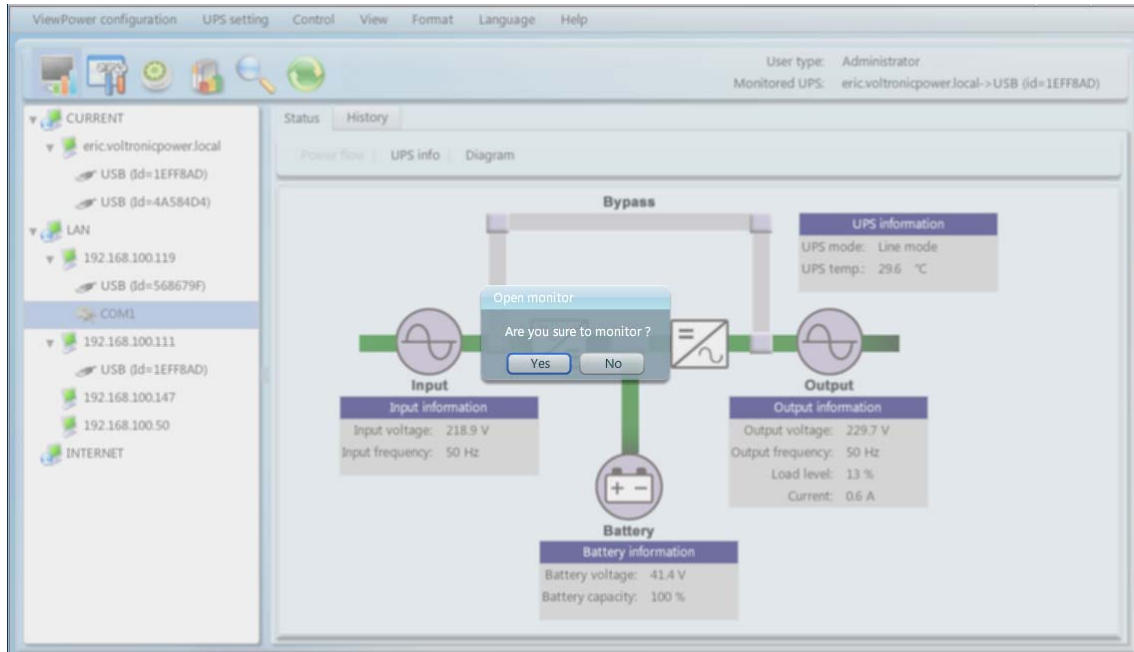 ViewPower configuration UPS setting Control View Format Language Help
User type: Administrator
Monitored UPS: eric.voltronicpower.local->USB (id=1EFF8AD)
CURRENT
eric.voltronicpower.local
USB (Id=1EFF8AD)
USB (Id=4A584D4)
LAN
192.168.100.119
USB (Id=568679F)
COM1
192.168.100.111
USB (Id=1EFF8AD)
192.168.100.147
192.168.100.50
INTERNET
Status History
Power flow UPS info Diagram
Bypass
UPS information
UPS mode: Line mode
UPS temp.: 29.6 °C
Open monitor
Are you sure to monitor ?
Yes No
Input
Input information
Input voltage: 218.9 V
Input frequency: 50 Hz
Output
Output information
Output voltage: 229.7 V
Output frequency: 50 Hz
Load level: 13 %
Current: 0.6 A
Battery
Battery information
Battery voltage: 41.4 V
Battery capacity: 100 %